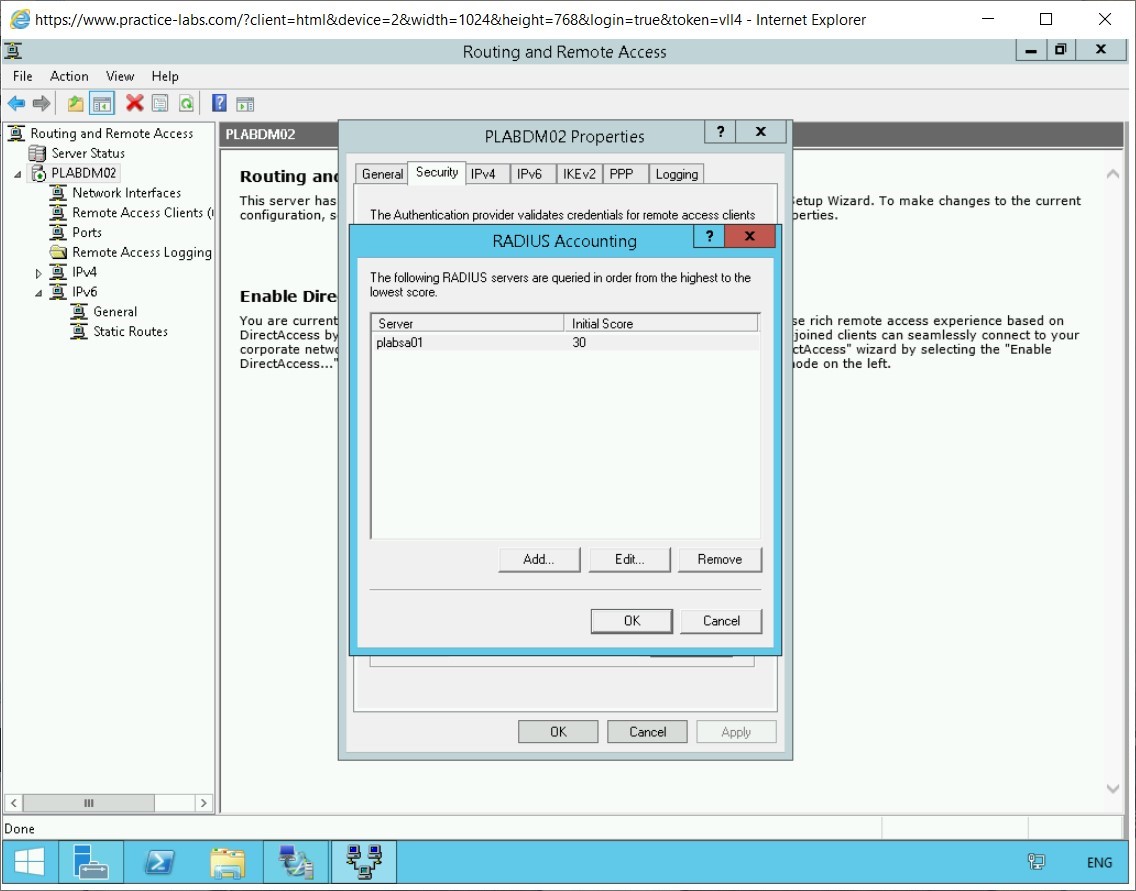 https://www.practice-labs.com/?client=html&device=2&width=1024&height=768&login=true&token=vll4 - Internet Explorer
Routing and Remote Access
File Action View Help
Routing and Remote Access
Server Status
PLABDM02
Network Interfaces
Remote Access Clients (
Ports
Remote Access Logging
IPv4
IPv6
General
Static Routes
PLABDM02
Routing and
This server has
configuration, s
etup Wizard. To make changes to the current
perties.
Enable Dire
You are current
DirectAccess by
corporate netwo
DirectAccess..."
se rich remote access experience based on
joined clients can seamlessly connect to your
ctAccess" wizard by selecting the "Enable
node on the left.
PLABDM02 Properties
? x
General Security IPv4 IPv6 IKEv2 PPP Logging
The Authentication provider validates credentials for remote access clients
RADIUS Accounting
? x
The following RADIUS servers are queried in order from the highest to the
lowest score.
Server Initial Score
plabsa01 30
Add... Edit... Remove
OK Cancel
OK Cancel Apply
Done
ENG